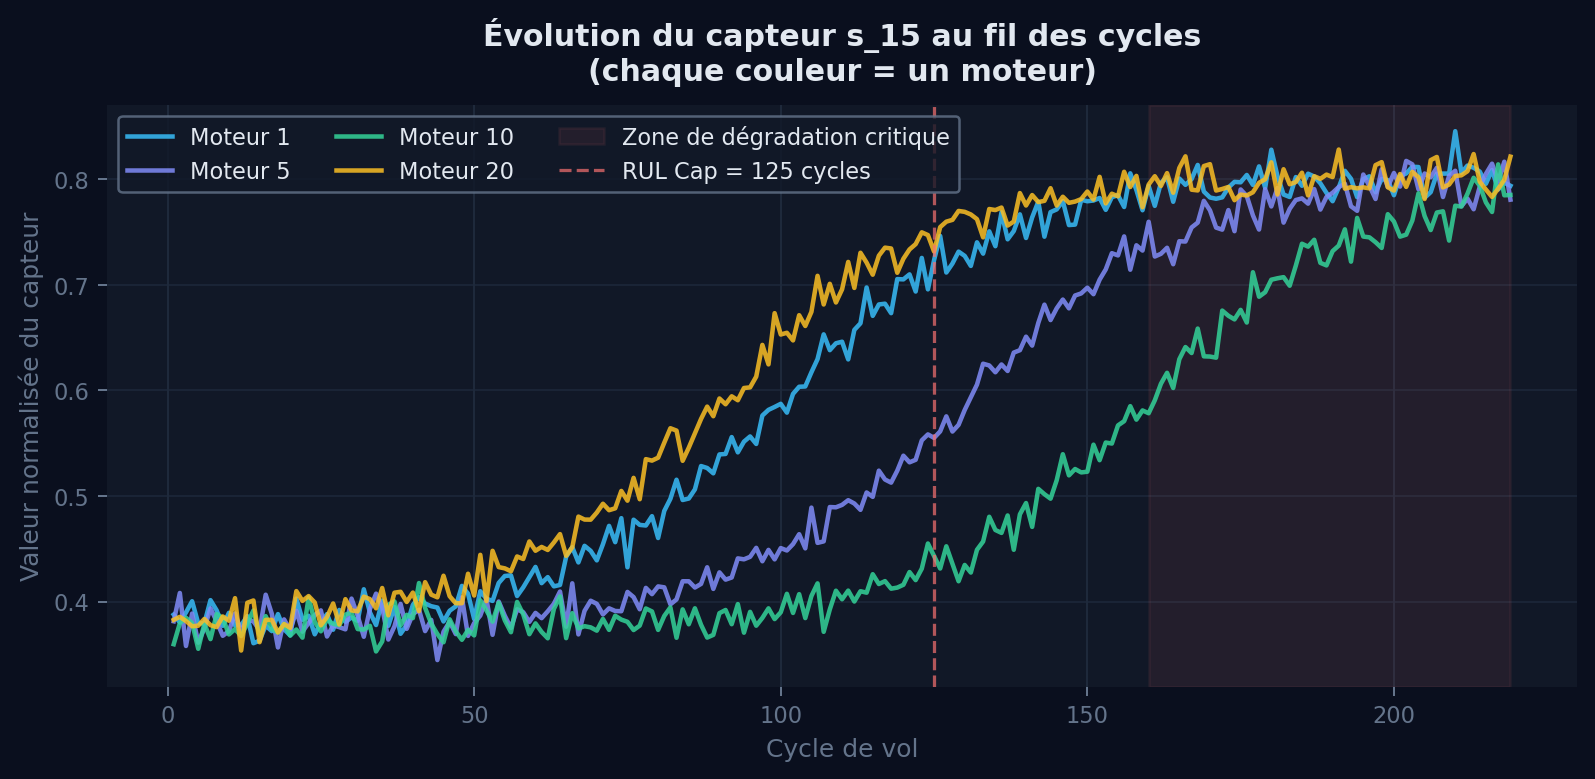 Évolution du capteur s_15 au fil des cycles
(chaque couleur = un moteur)
Moteur 1
Moteur 5
Moteur 10
Moteur 20
Zone de dégradation critique
RUL Cap = 125 cycles
Valeur normalisée du capteur
0.8
0.7
0.6
0.5
0.4
0
50
100
150
200
Cycle de vol